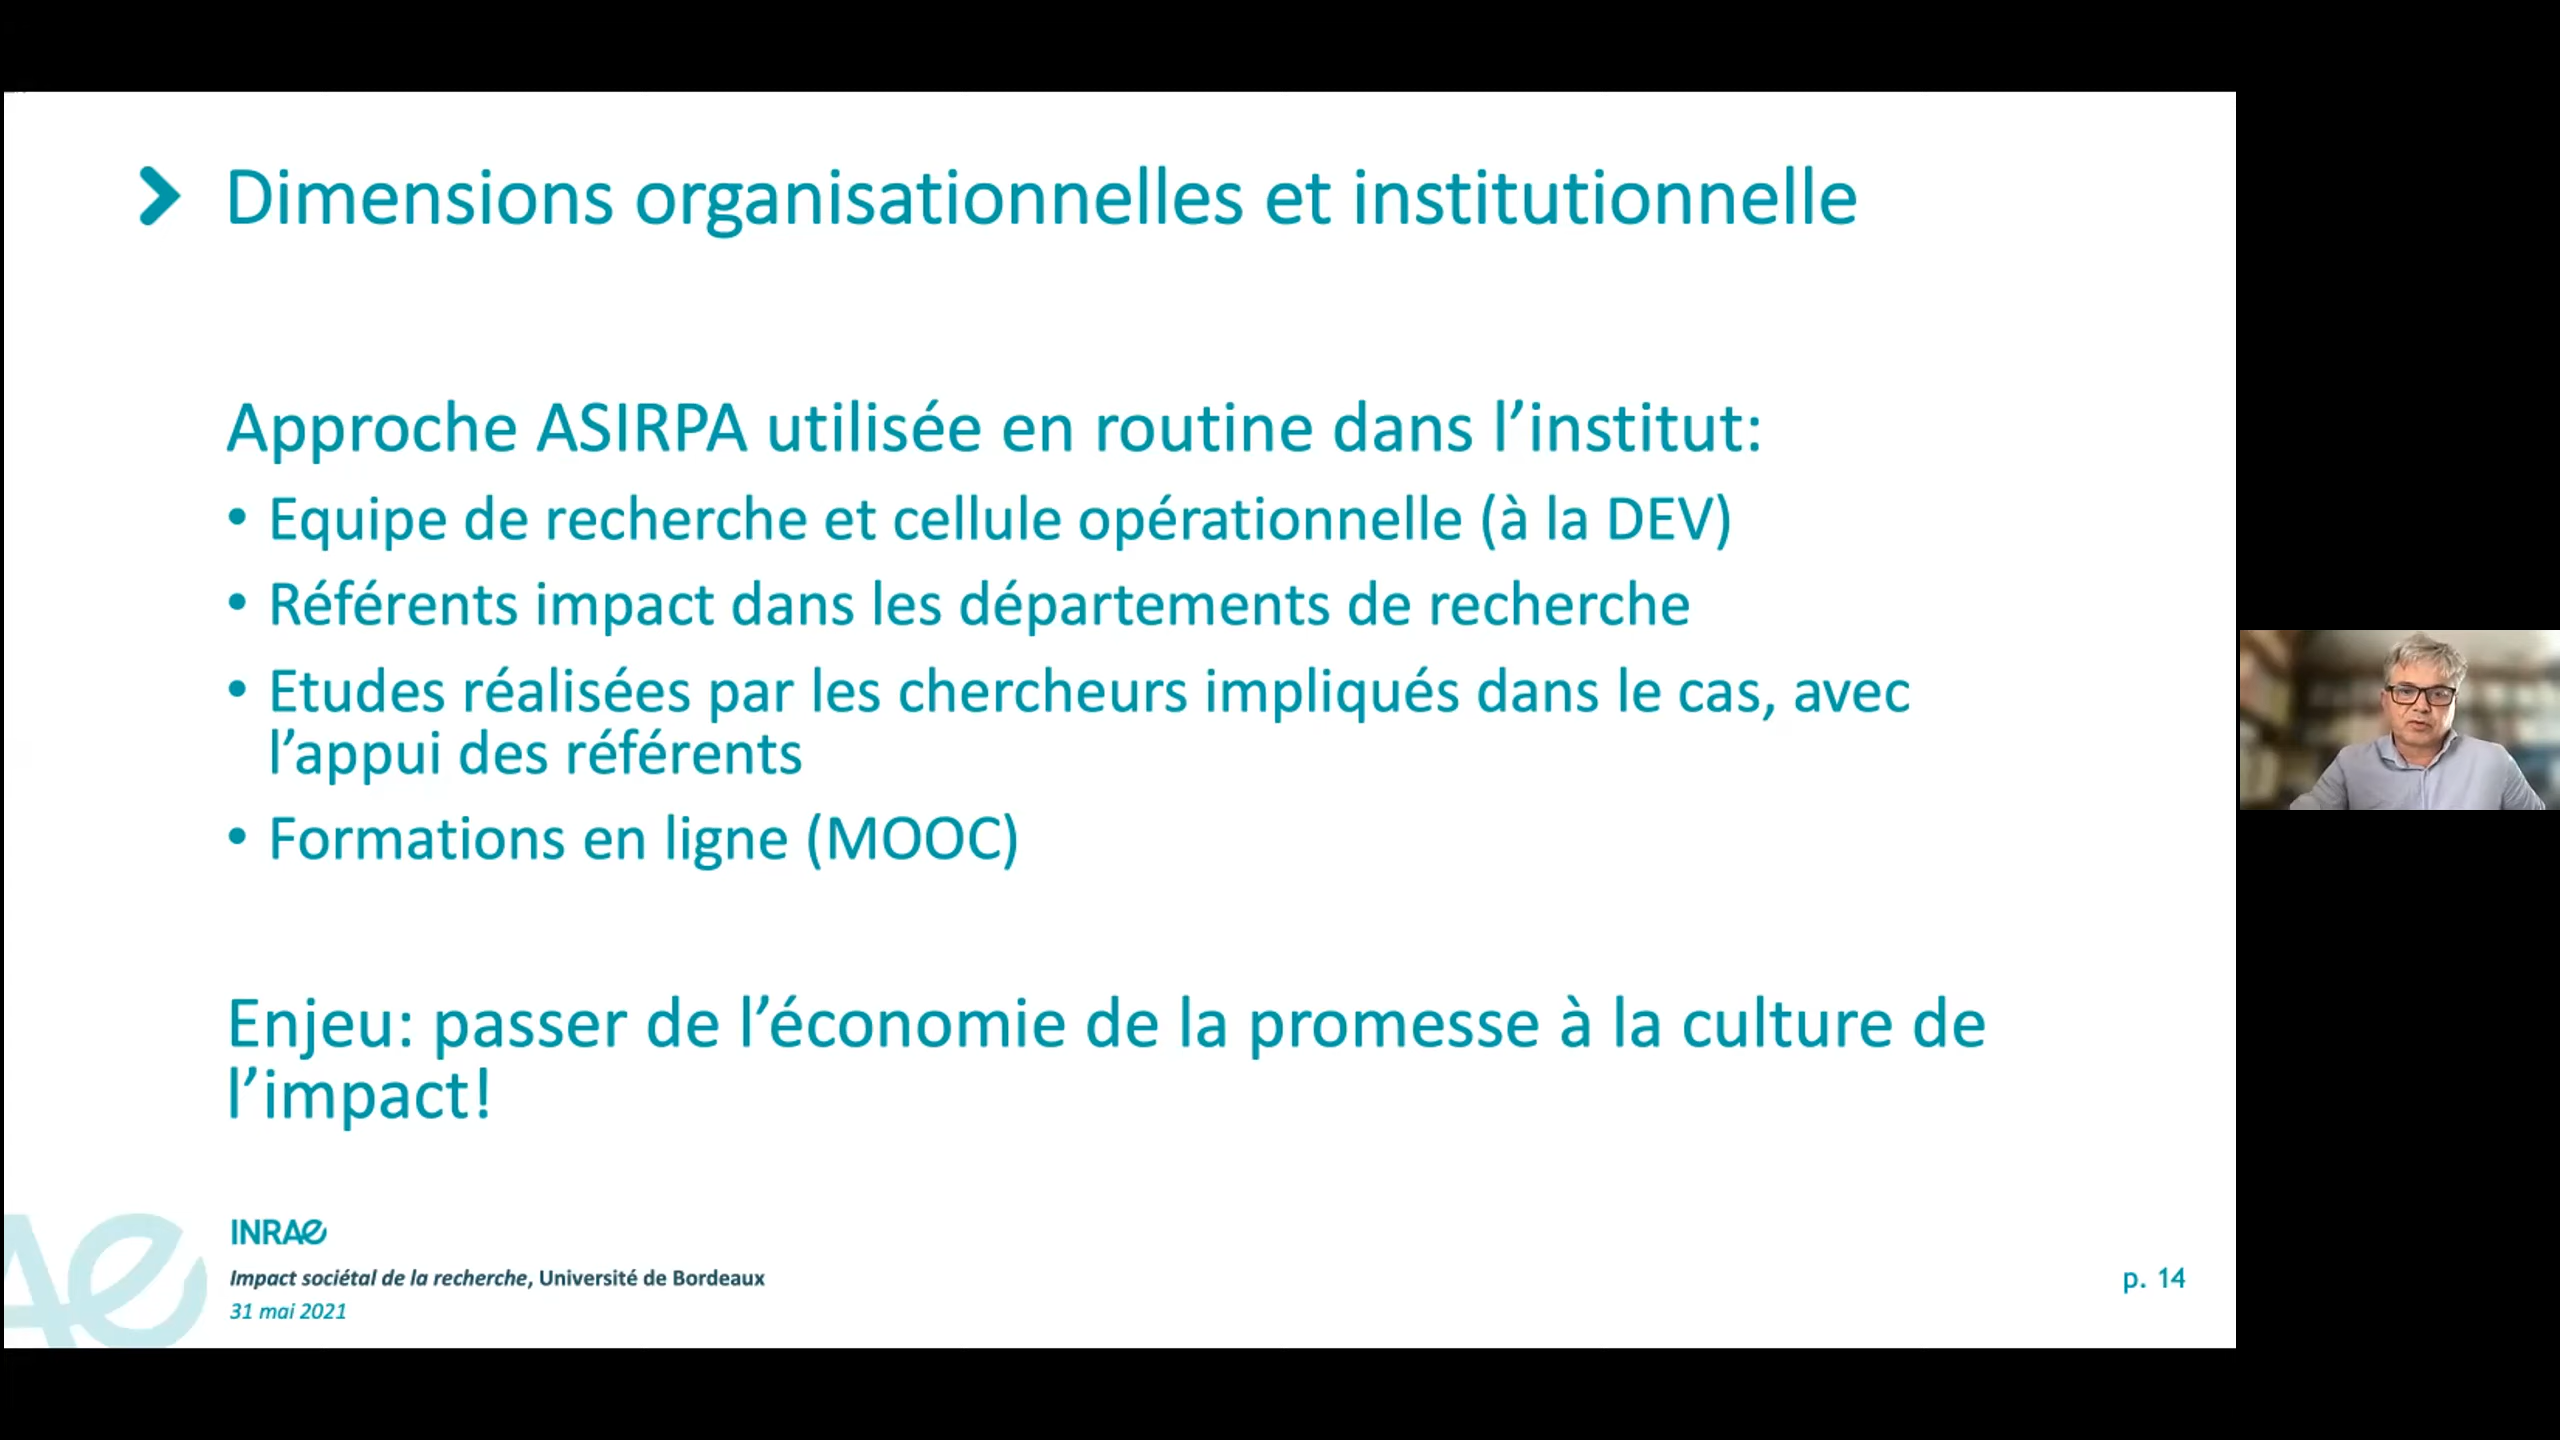 Dimensions organisationnelles et institutionnelle
Approche ASIRPA utilisée en routine dans l’institut:
• Equipe de recherche et cellule opérationnelle (à la DEV)
• Référents impact dans les départements de recherche
• Etudes réalisées par les chercheurs impliqués dans le cas, avec
l’appui des référents
• Formations en ligne (MOOC)
Enjeu: passer de l’économie de la promesse à la culture de
l’impact!
INRAe
Impact sociétal de la recherche, Université de Bordeaux
31 mai 2021
p. 14